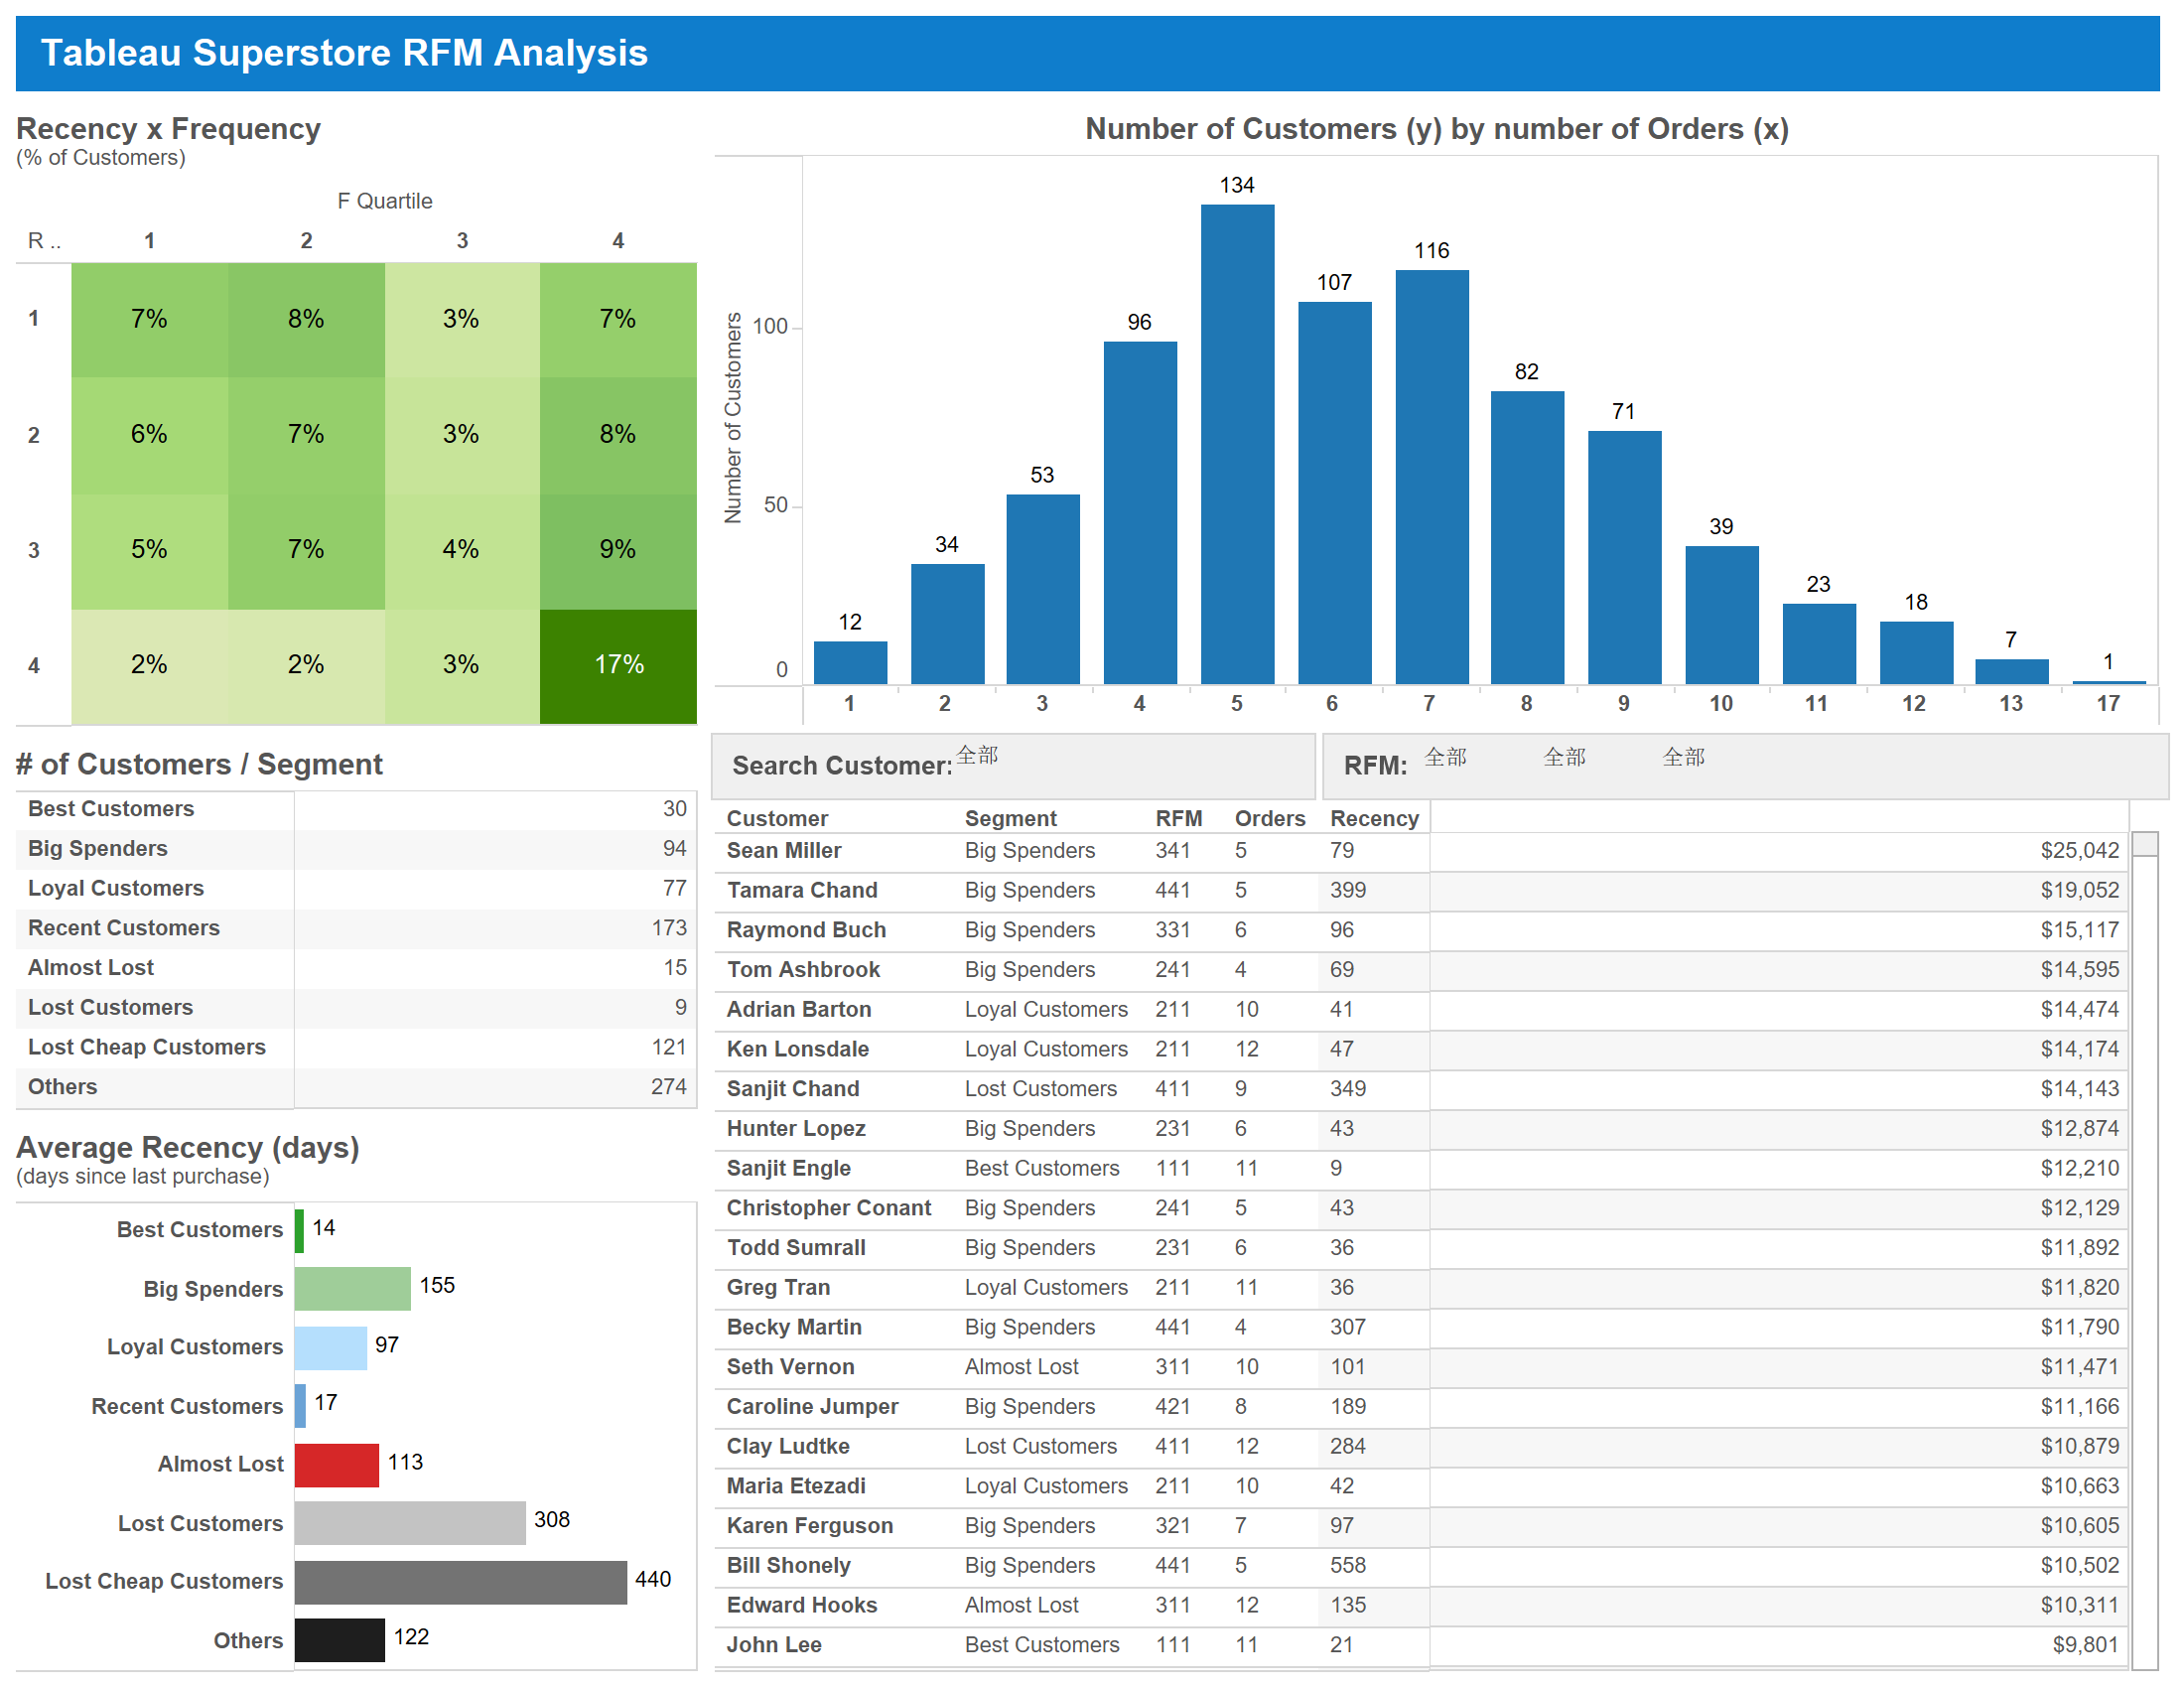 Tableau Superstore RFM Analysis
Recency x Frequency
(% of Customers)
F Quartile
R .. 1 2 3 4
1 7% 8% 3% 7%
2 6% 7% 3% 8%
3 5% 7% 4% 9%
4 2% 2% 3% 17%
Number of Customers (y) by number of Orders (x)
Number of Customers
100
50
0
12 34 53 96 134 107 116 82 71 39 23 18 7 1
1 2 3 4 5 6 7 8 9 10 11 12 13 17
# of Customers / Segment
Best Customers 30
Big Spenders 94
Loyal Customers 77
Recent Customers 173
Almost Lost 15
Lost Customers 9
Lost Cheap Customers 121
Others 274
Average Recency (days)
(days since last purchase)
Best Customers 14
Big Spenders 155
Loyal Customers 97
Recent Customers 17
Almost Lost 113
Lost Customers 308
Lost Cheap Customers 440
Others 122
Search Customer: 全部
RFM: 全部 全部 全部
Customer Segment RFM Orders Recency
Sean Miller Big Spenders 341 5 79 $25,042
Tamara Chand Big Spenders 441 5 399 $19,052
Raymond Buch Big Spenders 331 6 96 $15,117
Tom Ashbrook Big Spenders 241 4 69 $14,595
Adrian Barton Loyal Customers 211 10 41 $14,474
Ken Lonsdale Loyal Customers 211 12 47 $14,174
Sanjit Chand Lost Customers 411 9 349 $14,143
Hunter Lopez Big Spenders 231 6 43 $12,874
Sanjit Engle Best Customers 111 11 9 $12,210
Christopher Conant Big Spenders 241 5 43 $12,129
Todd Sumrall Big Spenders 231 6 36 $11,892
Greg Tran Loyal Customers 211 11 36 $11,820
Becky Martin Big Spenders 441 4 307 $11,790
Seth Vernon Almost Lost 311 10 101 $11,471
Caroline Jumper Big Spenders 421 8 189 $11,166
Clay Ludtke Lost Customers 411 12 284 $10,879
Maria Etezadi Loyal Customers 211 10 42 $10,663
Karen Ferguson Big Spenders 321 7 97 $10,605
Bill Shonely Big Spenders 441 5 558 $10,502
Edward Hooks Almost Lost 311 12 135 $10,311
John Lee Best Customers 111 11 21 $9,801